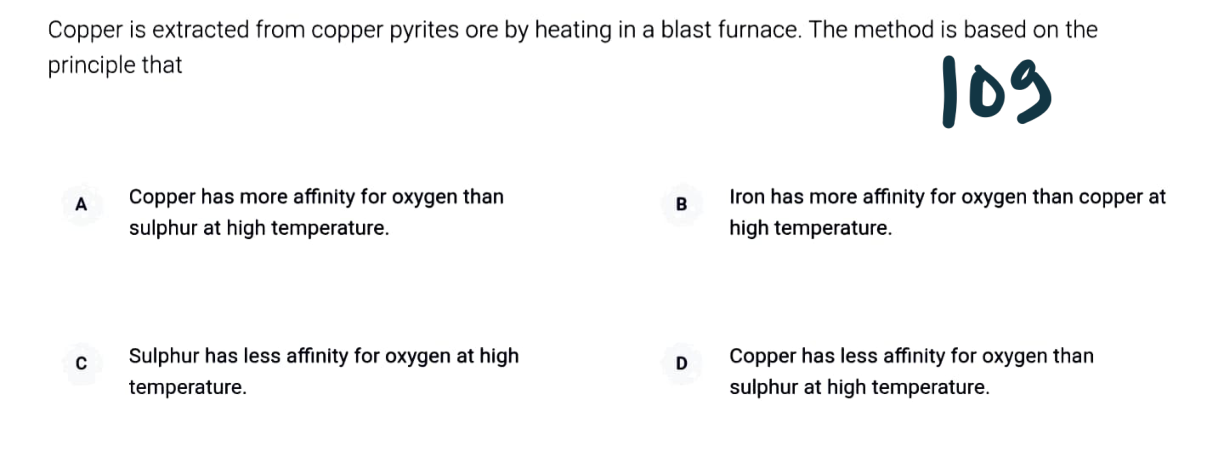 Copper is extracted from copper pyrites ore by heating in a blast furnace. The method is based on the
principle that
109
A
Copper has more affinity for oxygen than
sulphur at high temperature.
B
Iron has more affinity for oxygen than copper at
high temperature.
C
Sulphur has less affinity for oxygen at high
temperature.
D
Copper has less affinity for oxygen than
sulphur at high temperature.